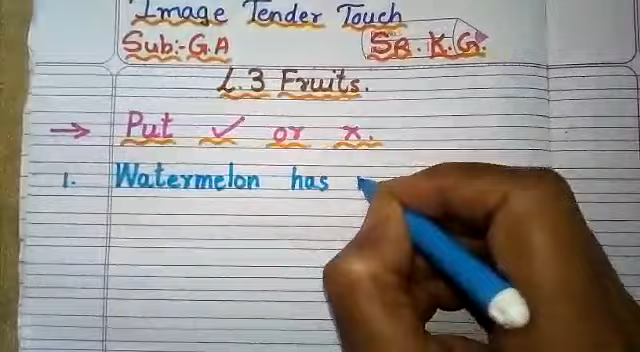 Image Tender Touch
Sub:-G.A
SR. K.G.
L.3 Fruits.
→ Put ✓ or x.
1. Watermelon has